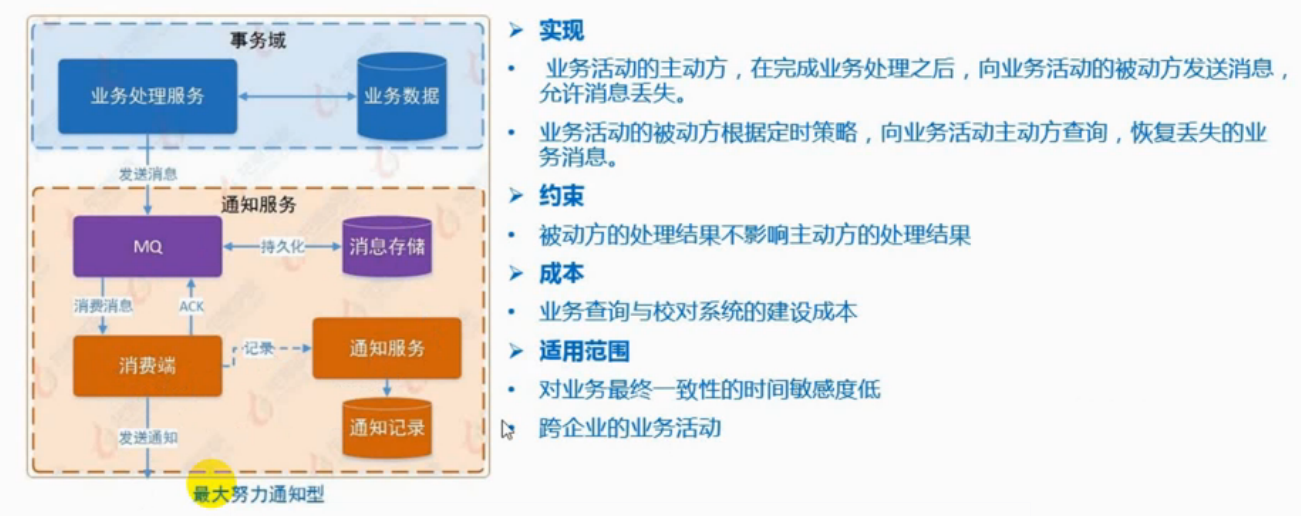 事务域
业务处理服务
业务数据
发送消息
通知服务
MQ
持久化
消息存储
消费消息
ACK
消费端
记录
通知服务
通知记录
发送通知
最大努力通知型
➢ 实现
• 业务活动的主动方，在完成业务处理之后，向业务活动的被动方发送消息，
允许消息丢失。
• 业务活动的被动方根据定时策略，向业务活动主动方查询，恢复丢失的业
务消息。
➢ 约束
• 被动方的处理结果不影响主动方的处理结果
➢ 成本
• 业务查询与校对系统的建设成本
➢ 适用范围
• 对业务最终一致性的时间敏感度低
• 跨企业的业务活动